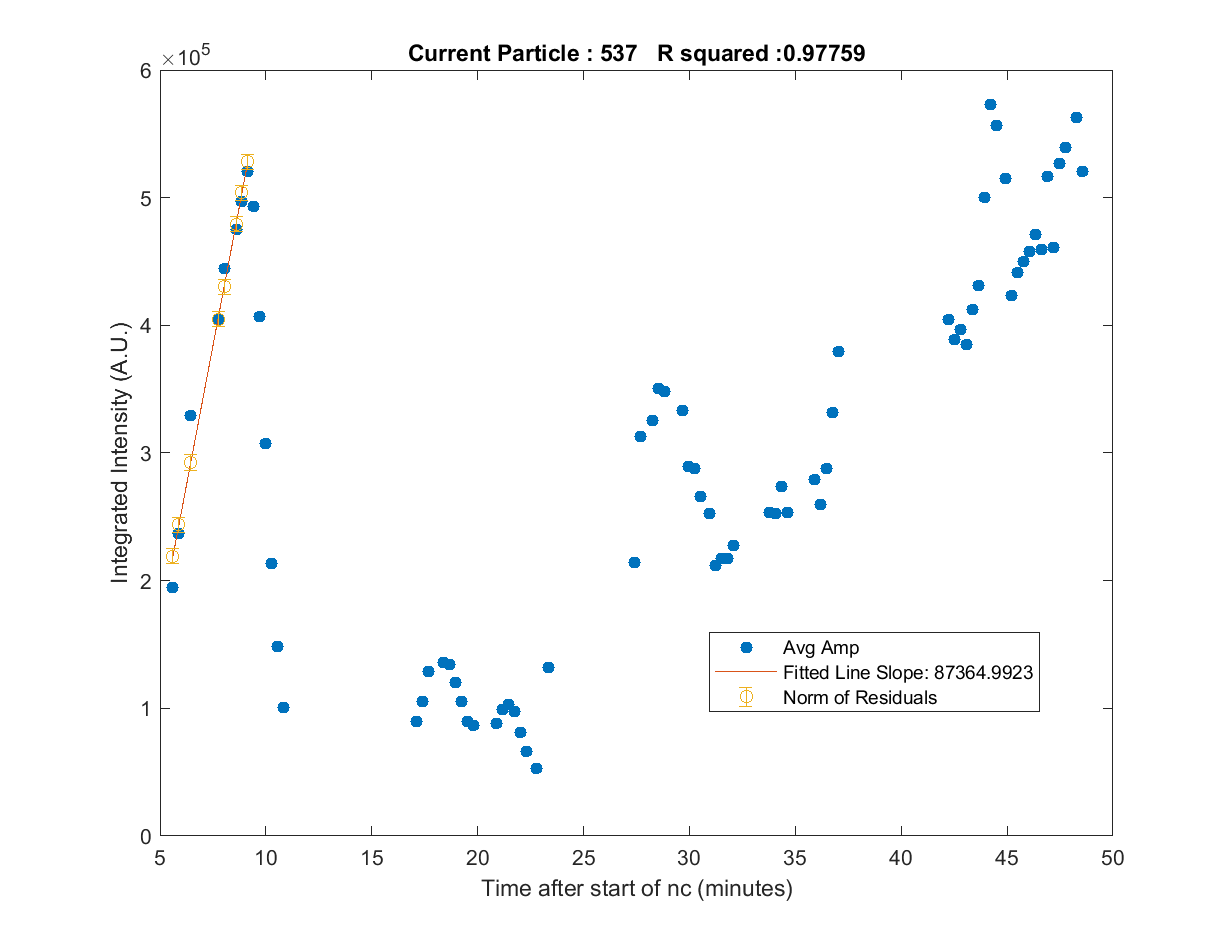 Current Particle : 537 R squared :0.97759
×10^5
6
5
4
3
2
1
0
Integrated Intensity (A.U.)
Avg Amp
Fitted Line Slope: 87364.9923
Norm of Residuals
5 10 15 20 25 30 35 40 45 50
Time after start of nc (minutes)